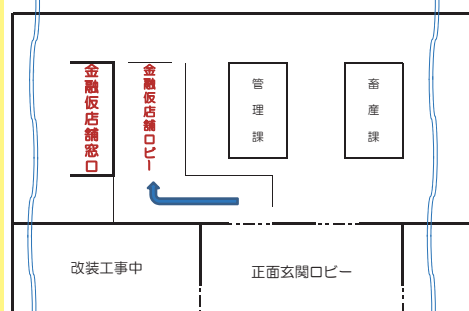 金融仮店舗窓口
金融仮店舗ロビー
管理課
畜産課
改装工事中
正面玄関ロビー